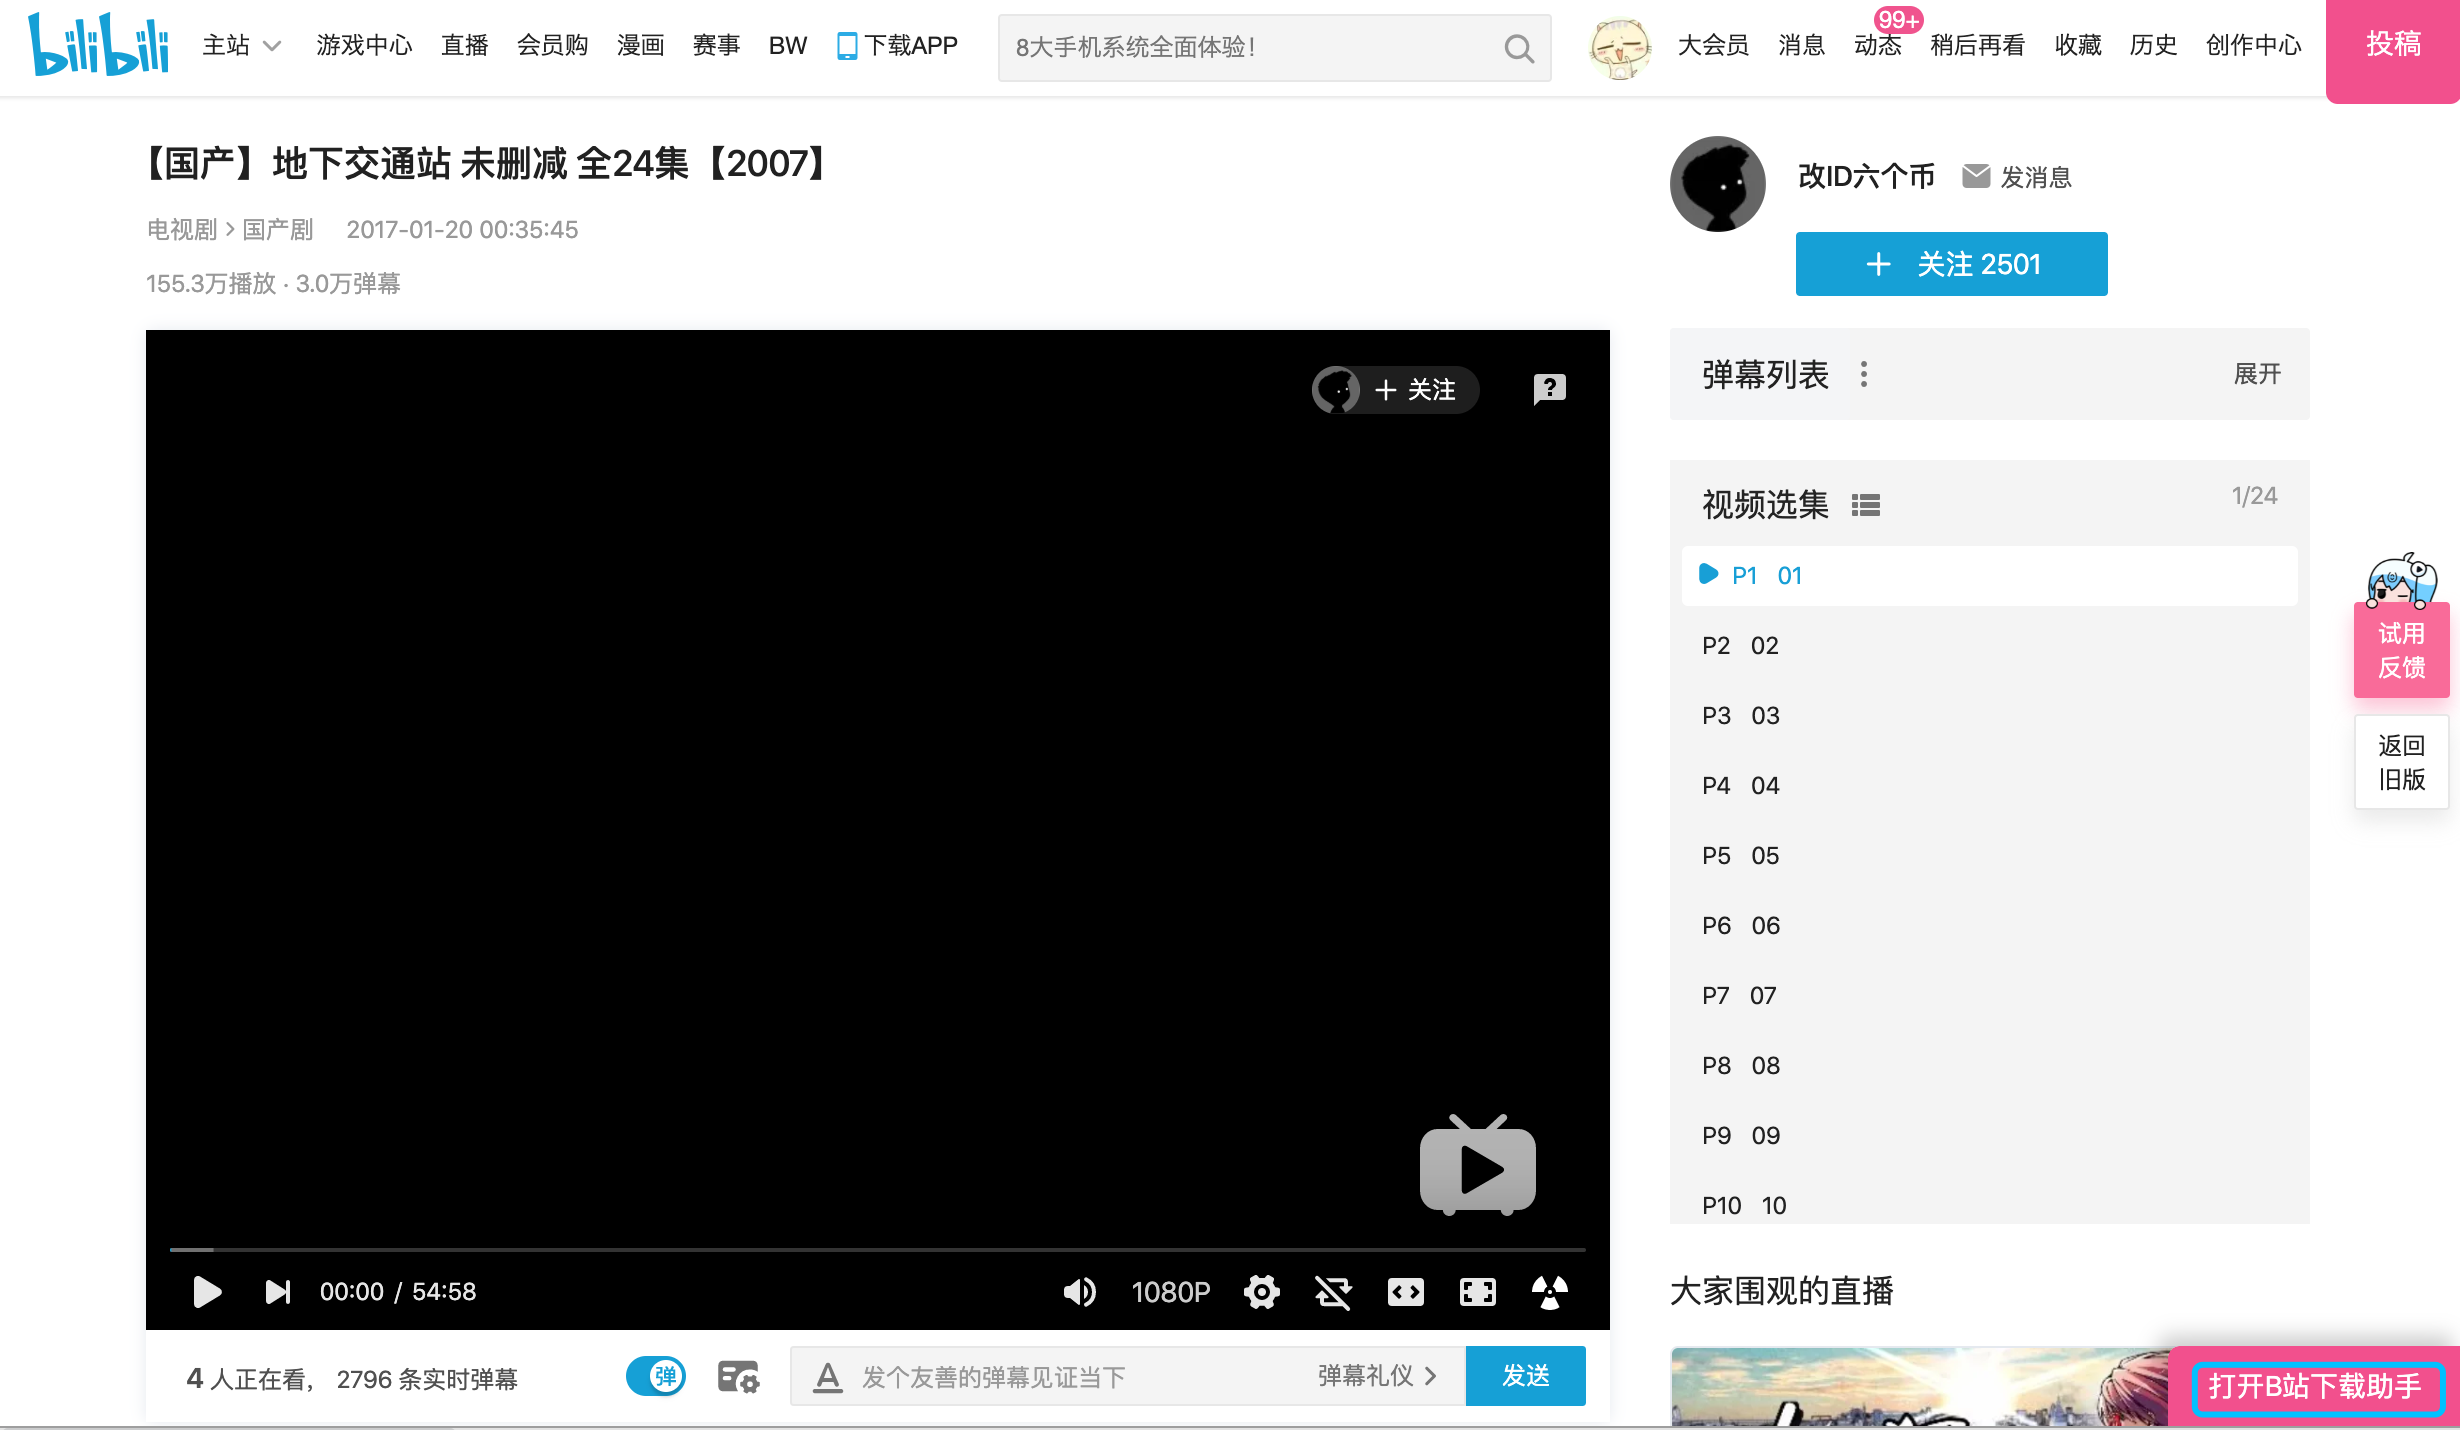 bilibili 主站 游戏中心 直播 会员购 漫画 赛事 BW 下载APP 8大手机系统全面体验! 大会员 消息 99+ 动态 稍后再看 收藏 历史 创作中心 投稿
【国产】地下交通站 未删减 全24集【2007】
电视剧 > 国产剧 2017-01-20 00:35:45
155.3万播放 · 3.0万弹幕
改ID六个币 发消息
+ 关注 2501
+ 关注
弹幕列表 展开
视频选集 1/24
P1 01
P2 02
P3 03
P4 04
P5 05
P6 06
P7 07
P8 08
P9 09
P10 10
试用
反馈
返回
旧版
00:00 / 54:58 1080P
大家围观的直播
4 人正在看， 2796 条实时弹幕 弹 A 发个友善的弹幕见证当下 弹幕礼仪 > 发送
打开B站下载助手